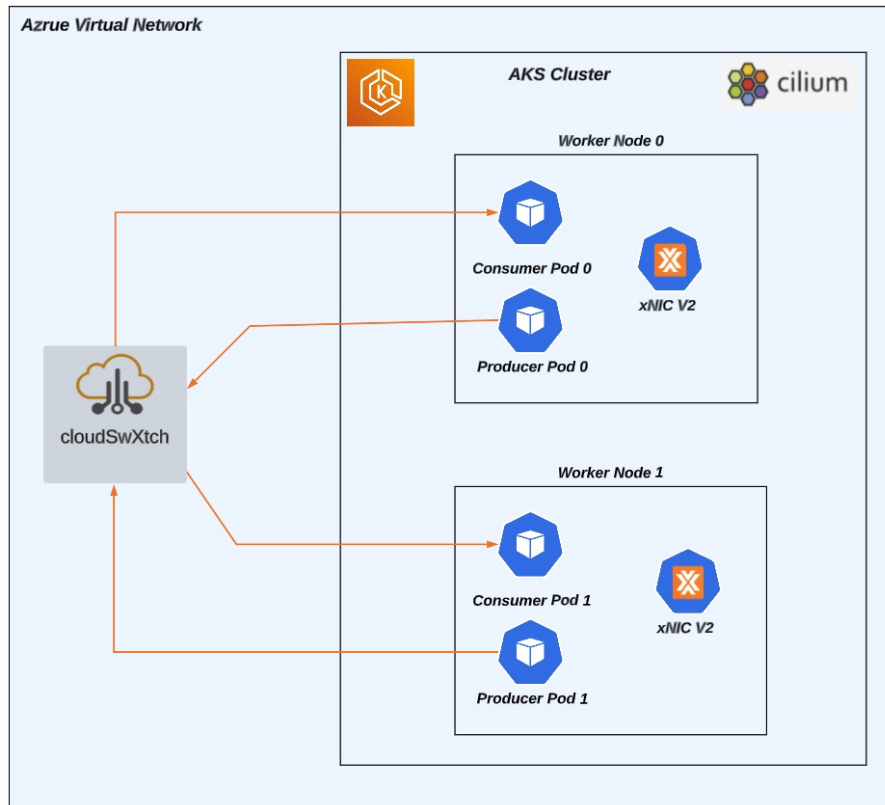 Azrue Virtual Network
AKS Cluster
cilium
K
Worker Node 0
Consumer Pod 0
xNIC V2
Producer Pod 0
cloudSwXtch
Worker Node 1
Consumer Pod 1
xNIC V2
Producer Pod 1